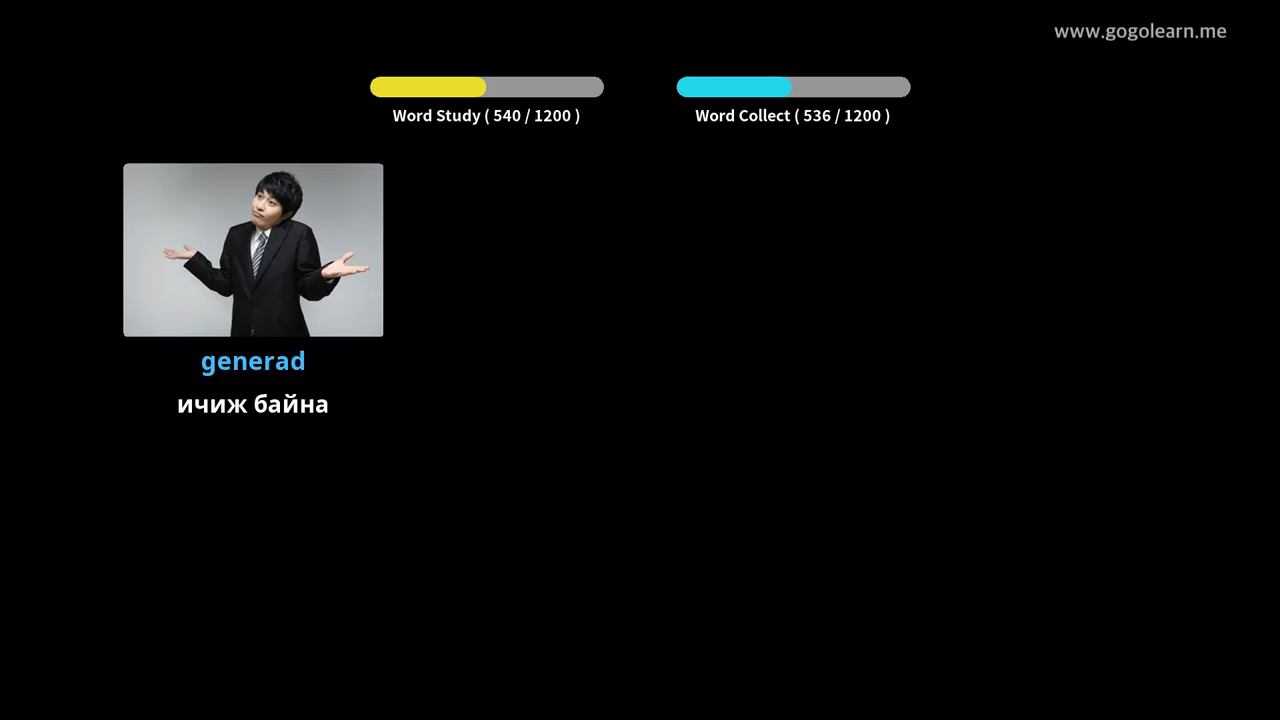 www.gogolearn.me
Word Study ( 540 / 1200 )
Word Collect ( 536 / 1200 )
generad
ичиж байна